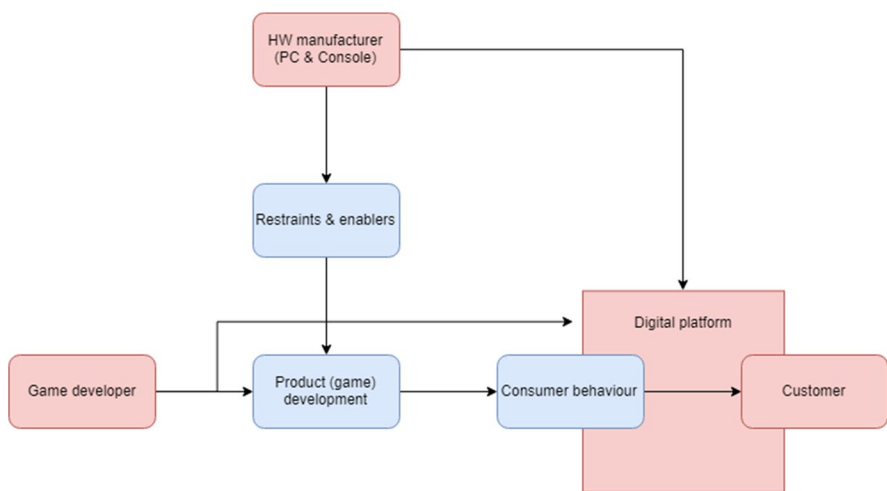 HW manufacturer
(PC & Console)
Restraints & enablers
Digital platform
Game developer
Product (game)
development
Consumer behaviour
Customer